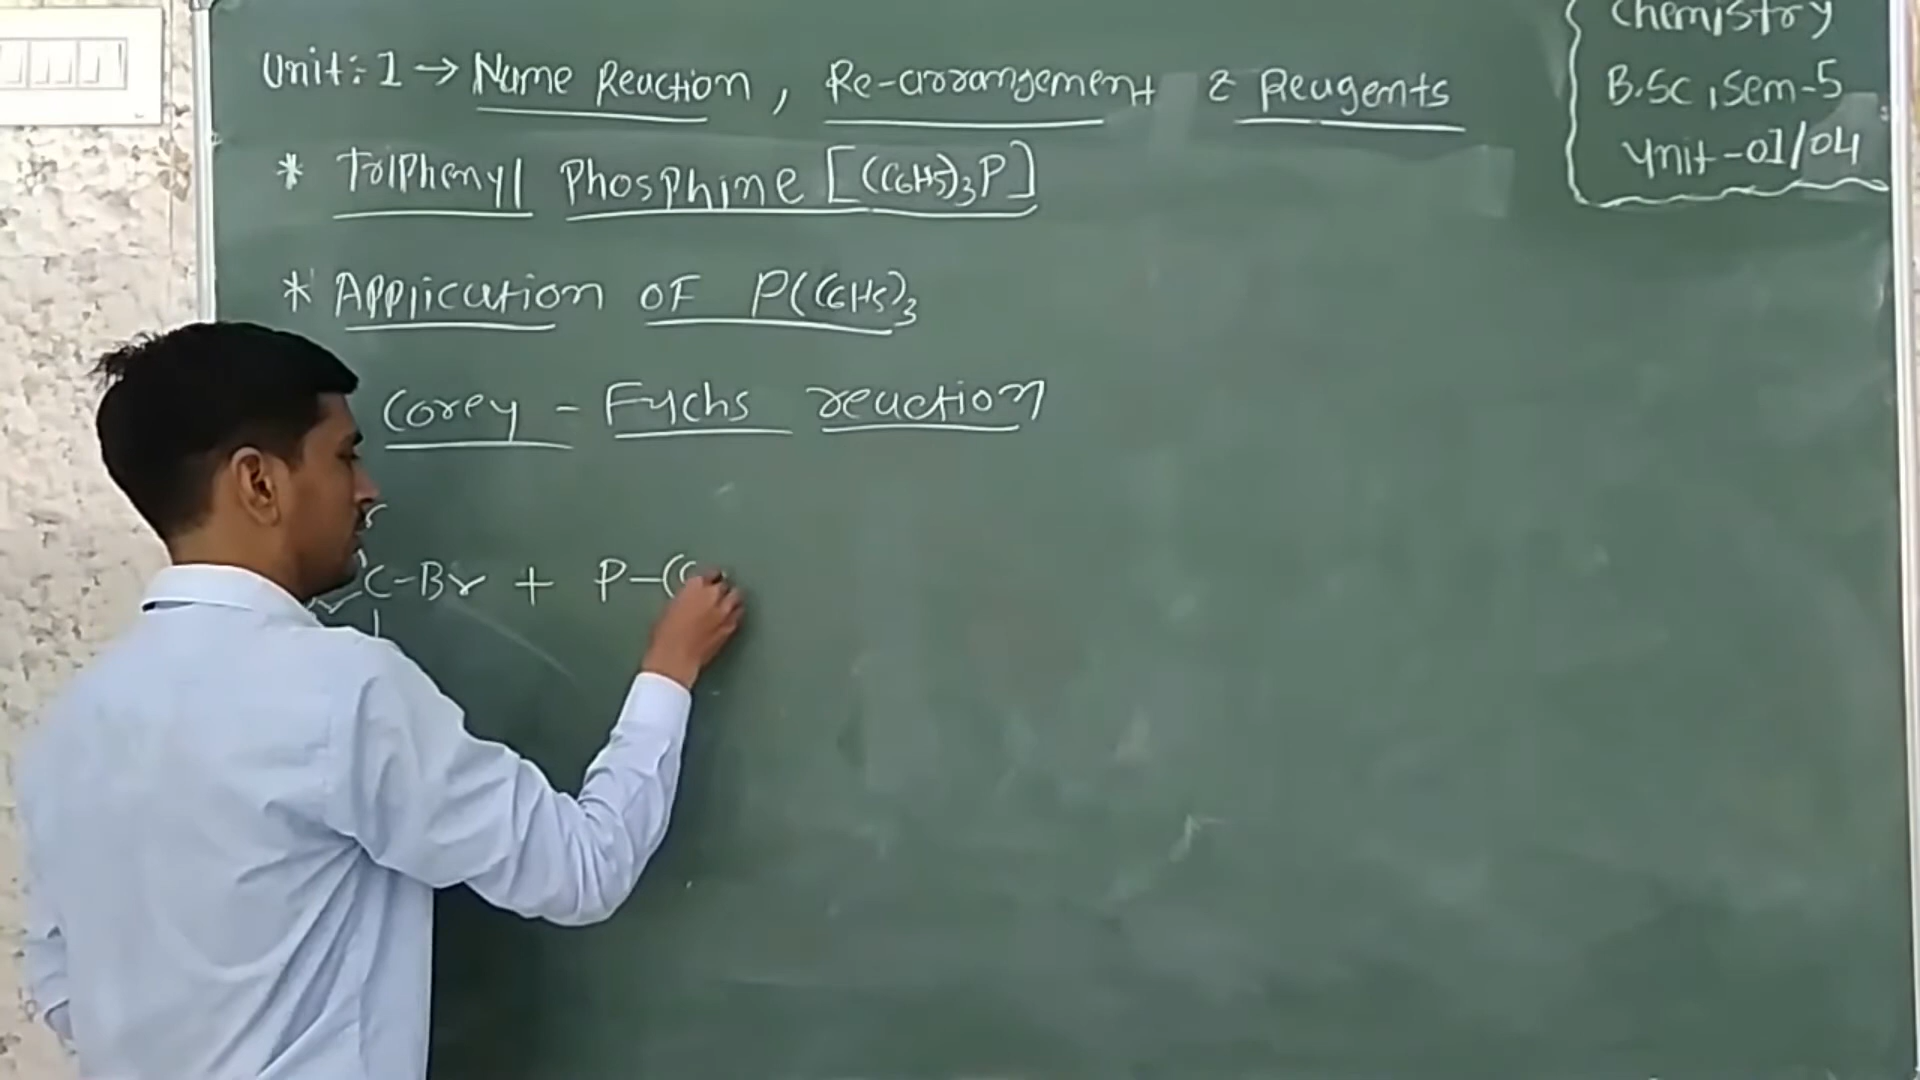 Unit:-1 → Name Reaction, Re-arrangement & Reagents
* Triphenyl Phosphine [(C6H5)3P]
* Application OF P(C6H5)3
Corey - Fuchs reaction
C-Br + P-(C
Chemistry
B.Sc, Sem-5
Unit-01/04